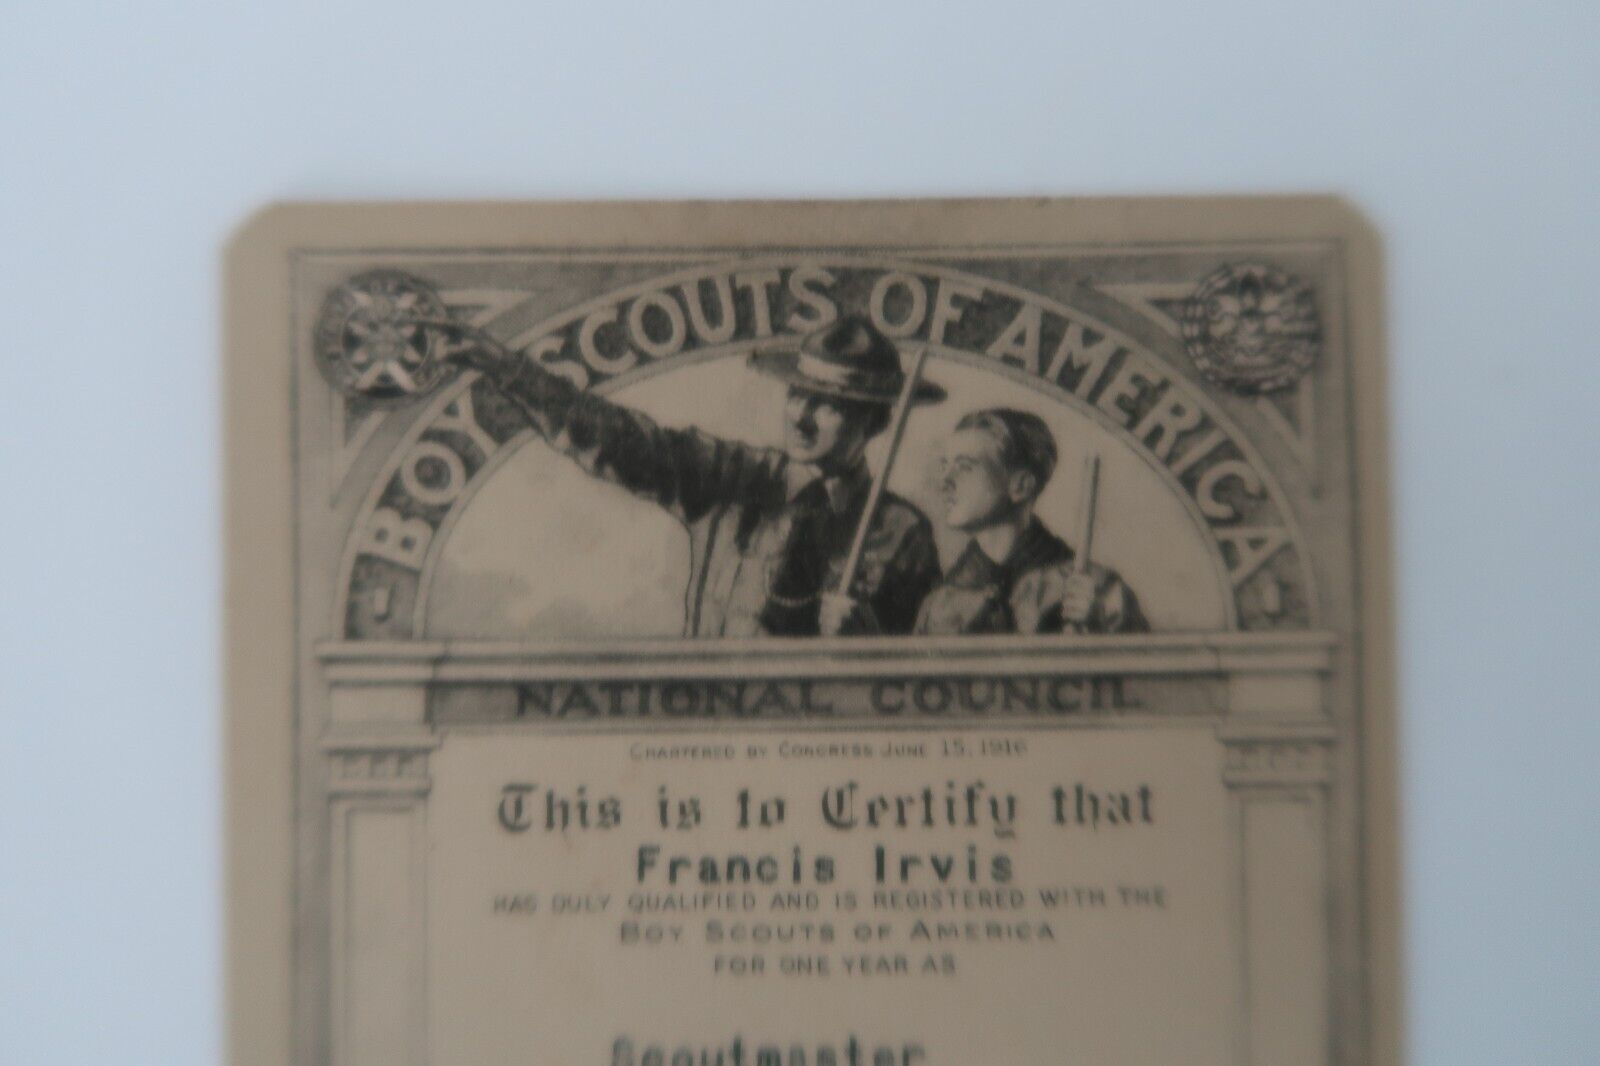 BOY SCOUTS OF AMERICA
NATIONAL COUNCIL
CHARTERED BY CONGRESS JUNE 15, 1916
This is to Certify that
Francis Irvis
HAS DULY QUALIFIED AND IS REGISTERED WITH THE
BOY SCOUTS OF AMERICA
FOR ONE YEAR AS
Scoutmaster